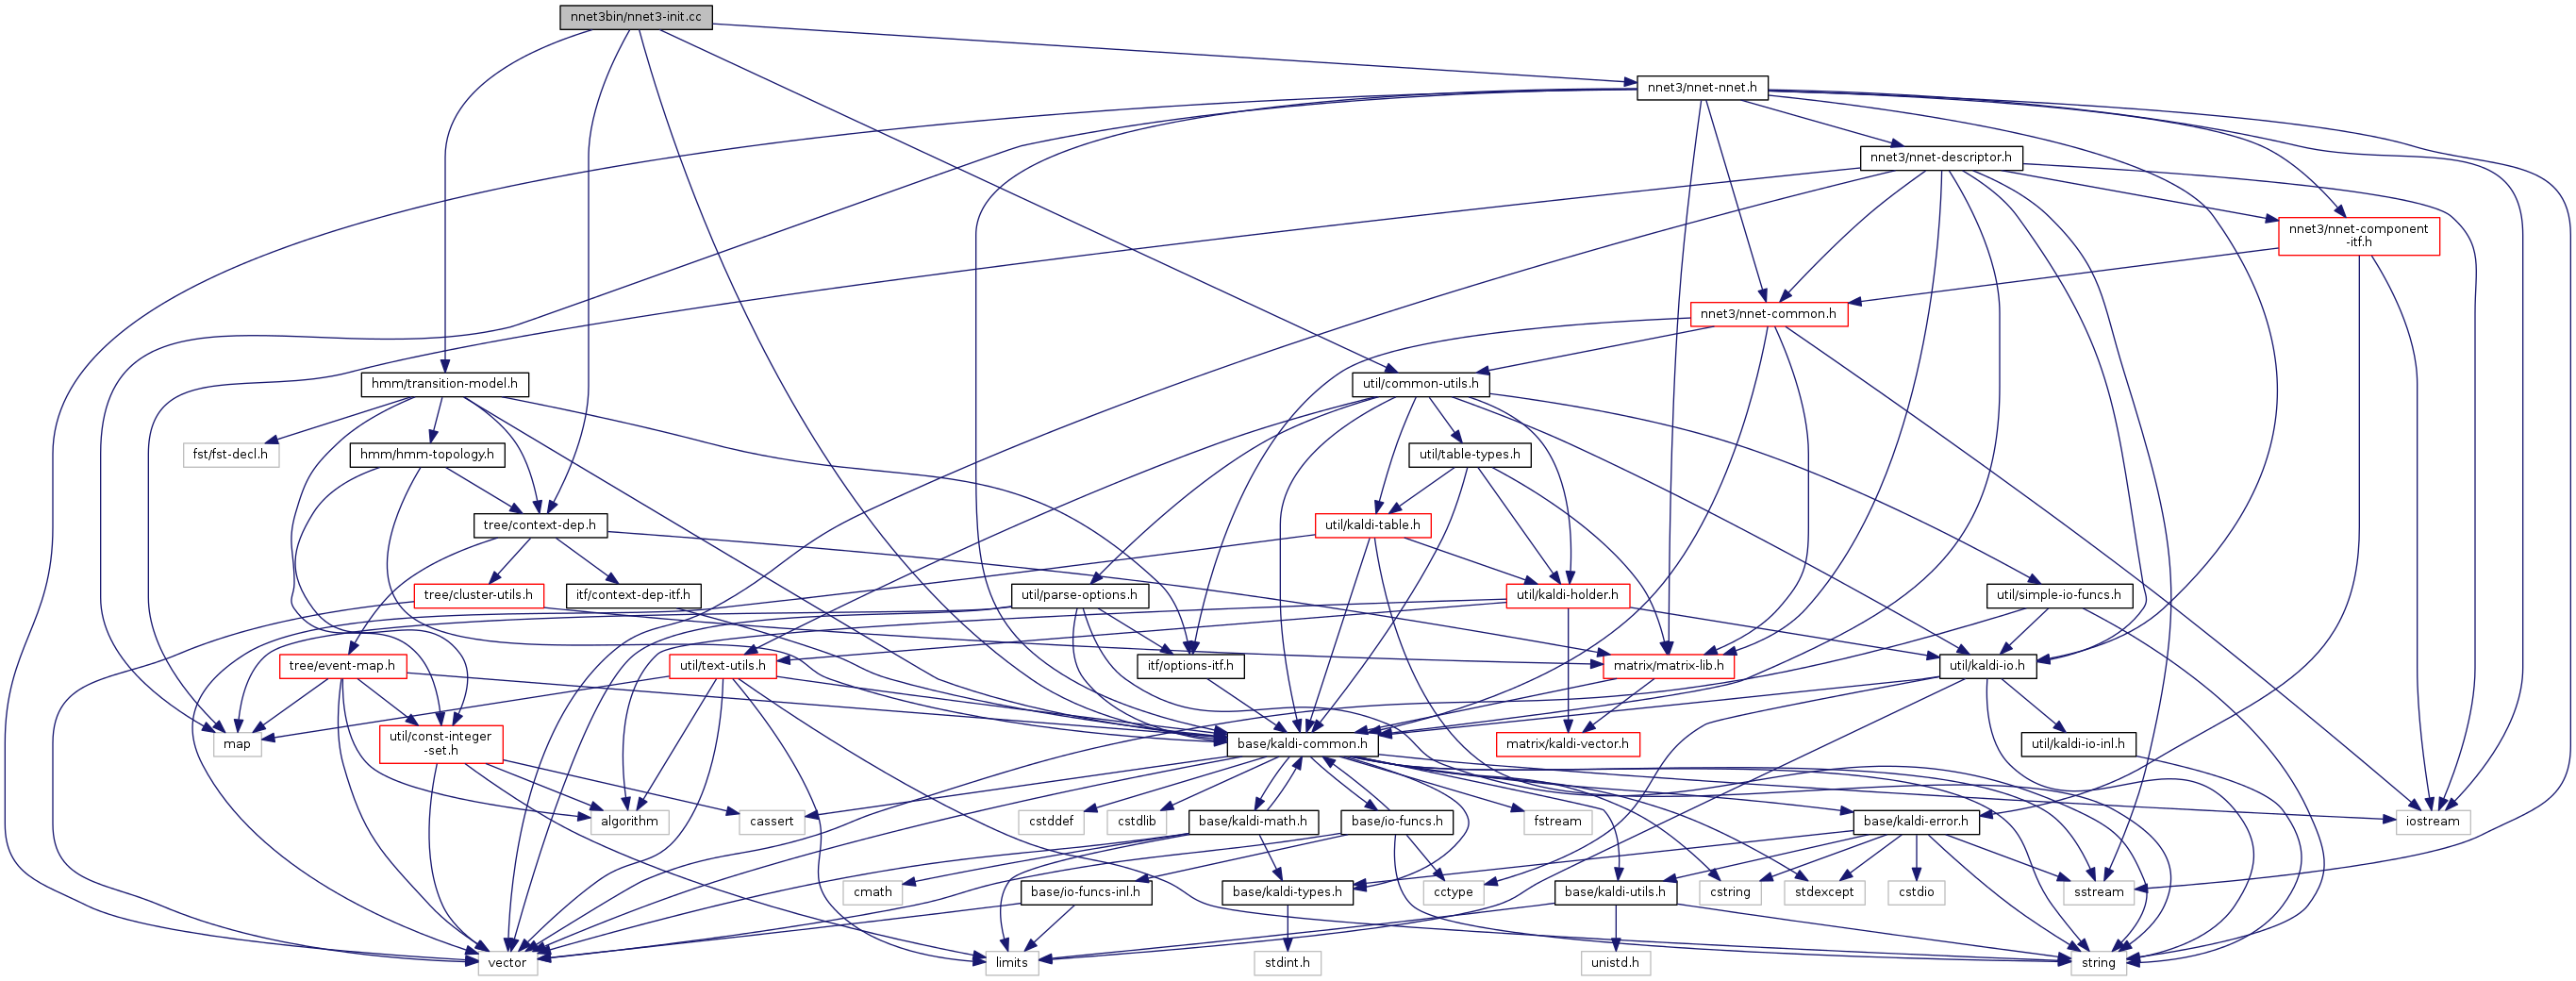 nnet3bin/nnet3-init.cc
nnet3/nnet-nnet.h
nnet3/nnet-descriptor.h
nnet3/nnet-component
-itf.h
nnet3/nnet-common.h
hmm/transition-model.h
util/common-utils.h
fst/fst-decl.h
hmm/hmm-topology.h
util/table-types.h
tree/context-dep.h
util/kaldi-table.h
tree/cluster-utils.h
itf/context-dep-itf.h
util/parse-options.h
util/kaldi-holder.h
util/simple-io-funcs.h
tree/event-map.h
util/text-utils.h
itf/options-itf.h
matrix/matrix-lib.h
util/kaldi-io.h
map
util/const-integer
-set.h
base/kaldi-common.h
matrix/kaldi-vector.h
util/kaldi-io-inl.h
algorithm
cassert
cstddef
cstdlib
base/kaldi-math.h
base/io-funcs.h
fstream
base/kaldi-error.h
iostream
cmath
base/io-funcs-inl.h
base/kaldi-types.h
cctype
base/kaldi-utils.h
cstring
stdexcept
cstdio
sstream
vector
limits
stdint.h
unistd.h
string